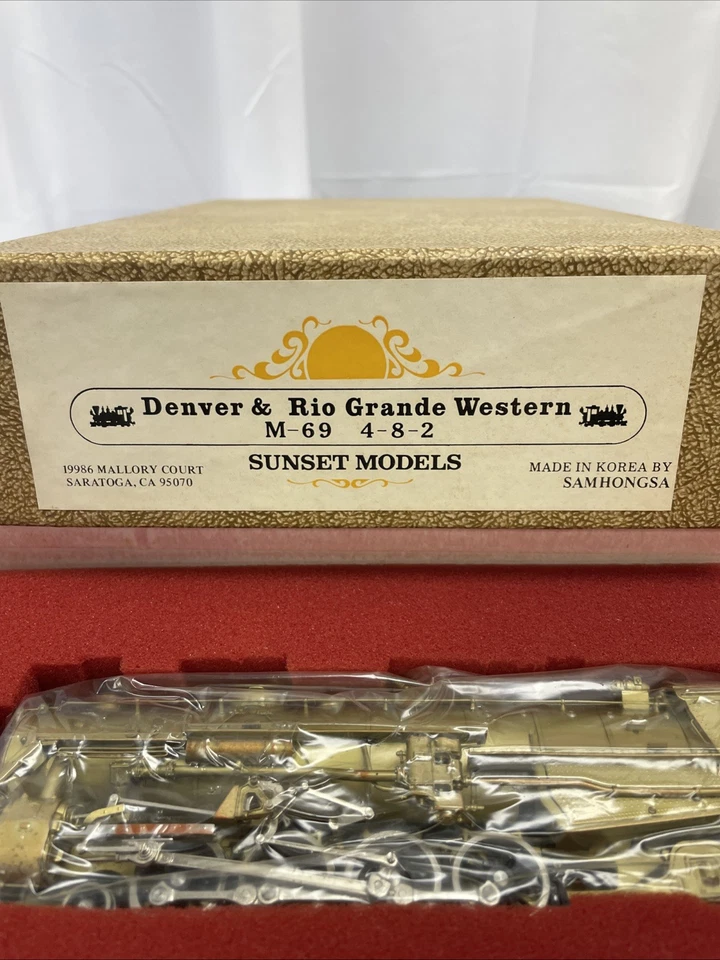 Denver & Rio Grande Western
M-69 4-8-2
19986 MALLORY COURT
SARATOGA, CA 95070
SUNSET MODELS
MADE IN KOREA BY
SAMHONGSA